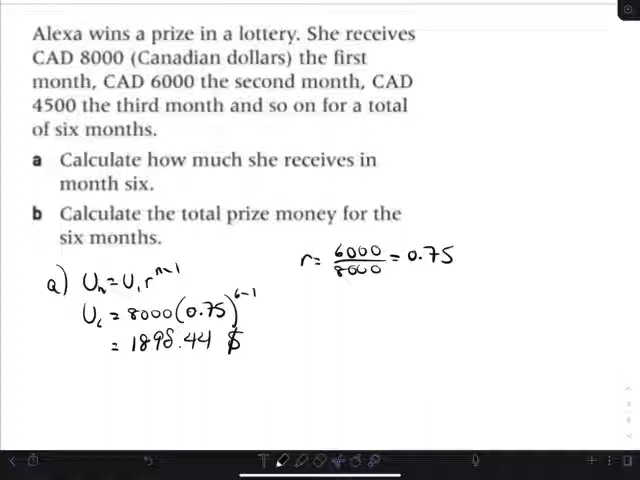 Alexa wins a prize in a lottery. She receives
CAD 8000 (Canadian dollars) the first
month, CAD 6000 the second month, CAD
4500 the third month and so on for a total
of six months.
a Calculate how much she receives in
month six.
b Calculate the total prize money for the
six months.
r = 6000/8000 = 0.75
a) Uₙ = U₁ rⁿ⁻¹
U₆ = 8000 (0.75)⁶⁻¹
= 1898.44 $